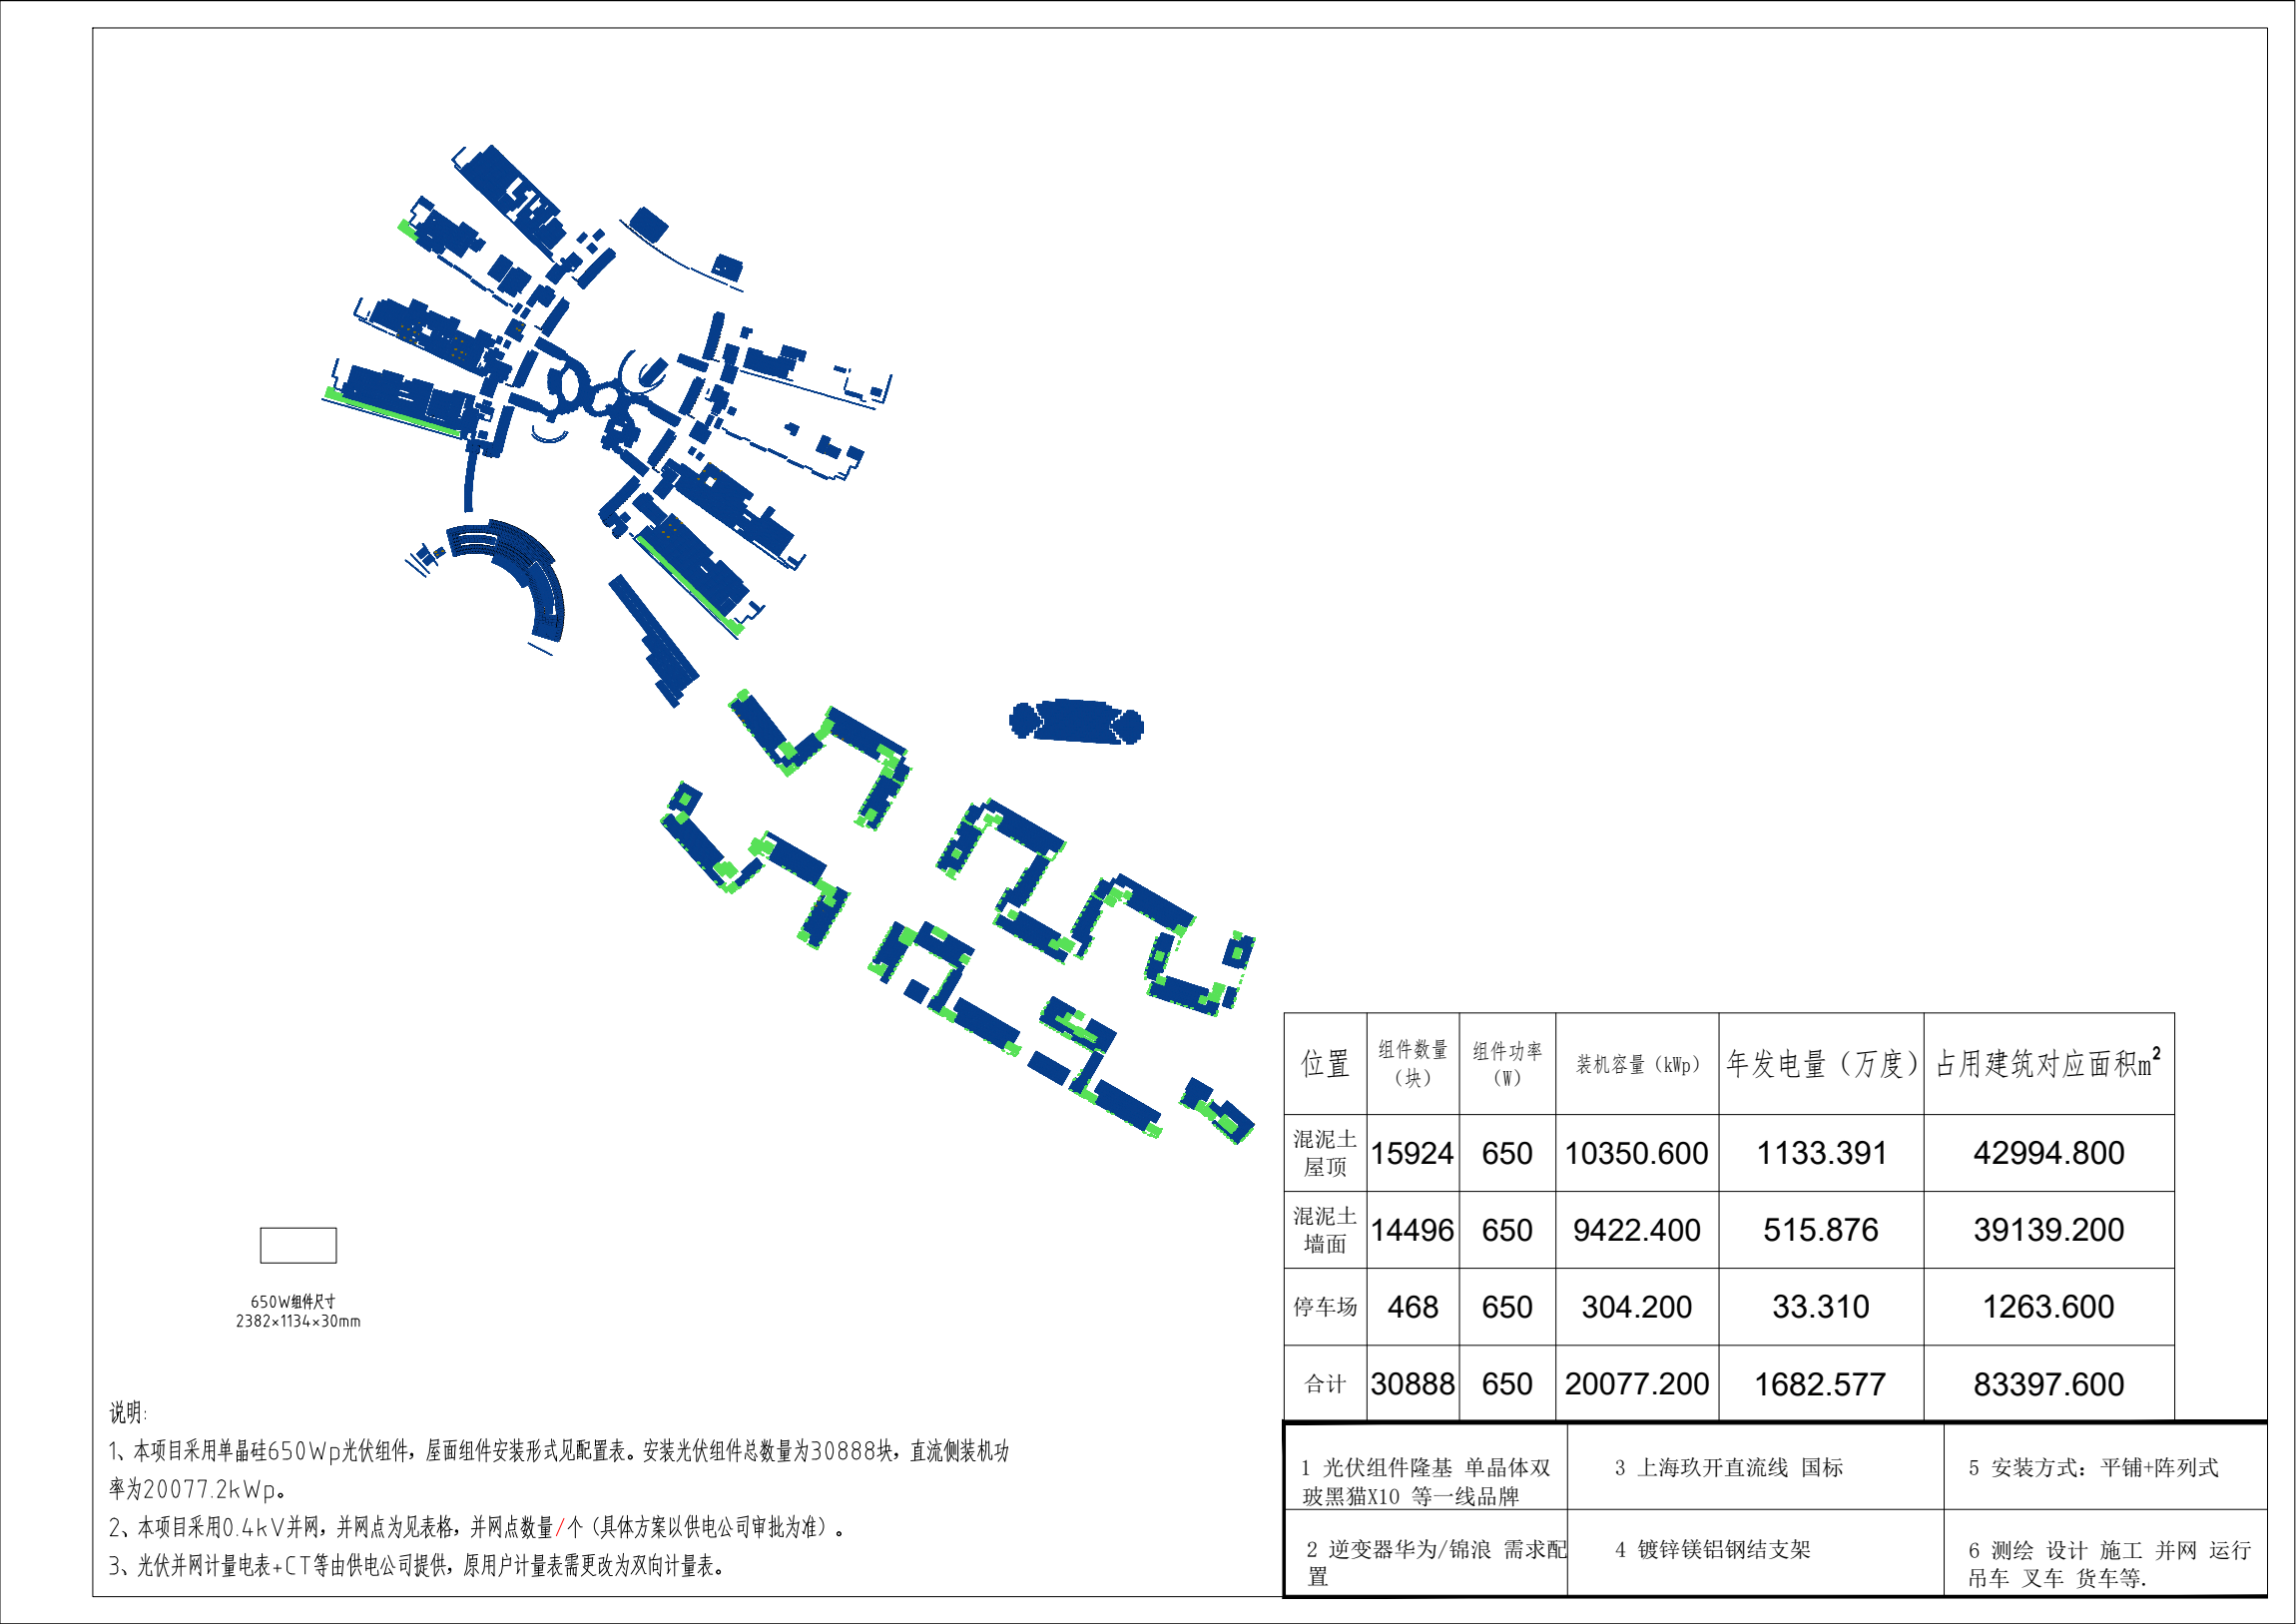 位置 组件数量（块） 组件功率（W） 装机容量（kWp） 年发电量（万度） 占用建筑对应面积m²
混泥土屋顶 15924 650 10350.600 1133.391 42994.800
混泥土墙面 14496 650 9422.400 515.876 39139.200
停车场 468 650 304.200 33.310 1263.600
合计 30888 650 20077.200 1682.577 83397.600
650W组件尺寸
2382×1134×30mm
说明:
1、本项目采用单晶硅650Wp光伏组件，屋面组件安装形式见配置表。安装光伏组件总数量为30888块，直流侧装机功
率为20077.2kWp。
2、本项目采用0.4kV并网，并网点为见表格，并网点数量/个（具体方案以供电公司审批为准）。
3、光伏并网计量电表+CT等由供电公司提供，原用户计量表需更改为双向计量表。
1 光伏组件隆基 单晶体双
玻黑猫X10 等一线品牌
3 上海玖开直流线 国标
5 安装方式：平铺+阵列式
2 逆变器华为/锦浪 需求配
置
4 镀锌镁铝钢结支架
6 测绘 设计 施工 并网 运行
吊车 叉车 货车等.